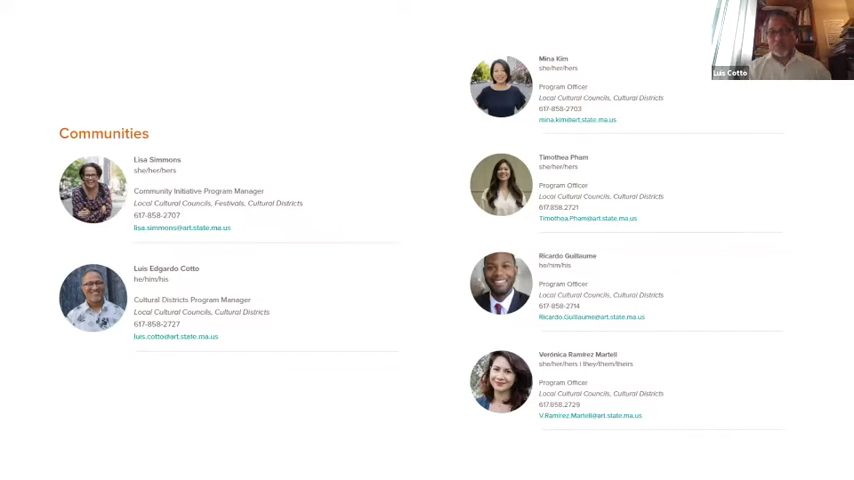 Communities
Lisa Simmons
she/her/hers
Community Initiative Program Manager
Local Cultural Councils, Festivals, Cultural Districts
617-858-2707
lisa.simmons@art.state.ma.us
Luis Edgardo Cotto
he/him/his
Cultural Districts Program Manager
Local Cultural Councils, Cultural Districts
617-858-2727
luis.cotto@art.state.ma.us
Mina Kim
she/her/hers
Program Officer
Local Cultural Councils, Cultural Districts
617-858-2703
mina.kim@art.state.ma.us
Timothea Pham
she/her/hers
Program Officer
Local Cultural Councils, Cultural Districts
617.858.2721
Timothea.Pham@art.state.ma.us
Ricardo Guillaume
he/him/his
Program Officer
Local Cultural Councils, Cultural Districts
617-858-2714
Ricardo.Guillaume@art.state.ma.us
Verónica Ramírez Martell
she/her/hers | they/them/theirs
Program Officer
Local Cultural Councils, Cultural Districts
617.858.2729
V.Ramirez.Martell@art.state.ma.us
Luis Cotto